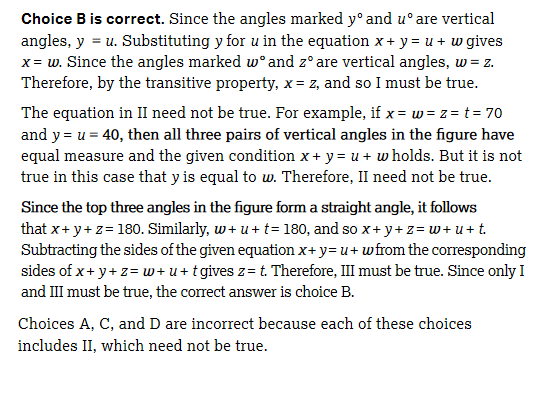 Choice B is correct. Since the angles marked y° and u° are vertical
angles, y = u. Substituting y for u in the equation x + y = u + w gives
x = w. Since the angles marked w° and z° are vertical angles, w = z.
Therefore, by the transitive property, x = z, and so I must be true.
The equation in II need not be true. For example, if x = w = z = t = 70
and y = u = 40, then all three pairs of vertical angles in the figure have
equal measure and the given condition x + y = u + w holds. But it is not
true in this case that y is equal to w. Therefore, II need not be true.
Since the top three angles in the figure form a straight angle, it follows
that x + y + z = 180. Similarly, w + u + t = 180, and so x + y + z = w + u + t.
Subtracting the sides of the given equation x + y = u + w from the corresponding
sides of x + y + z = w + u + t gives z = t. Therefore, III must be true. Since only I
and III must be true, the correct answer is choice B.
Choices A, C, and D are incorrect because each of these choices
includes II, which need not be true.